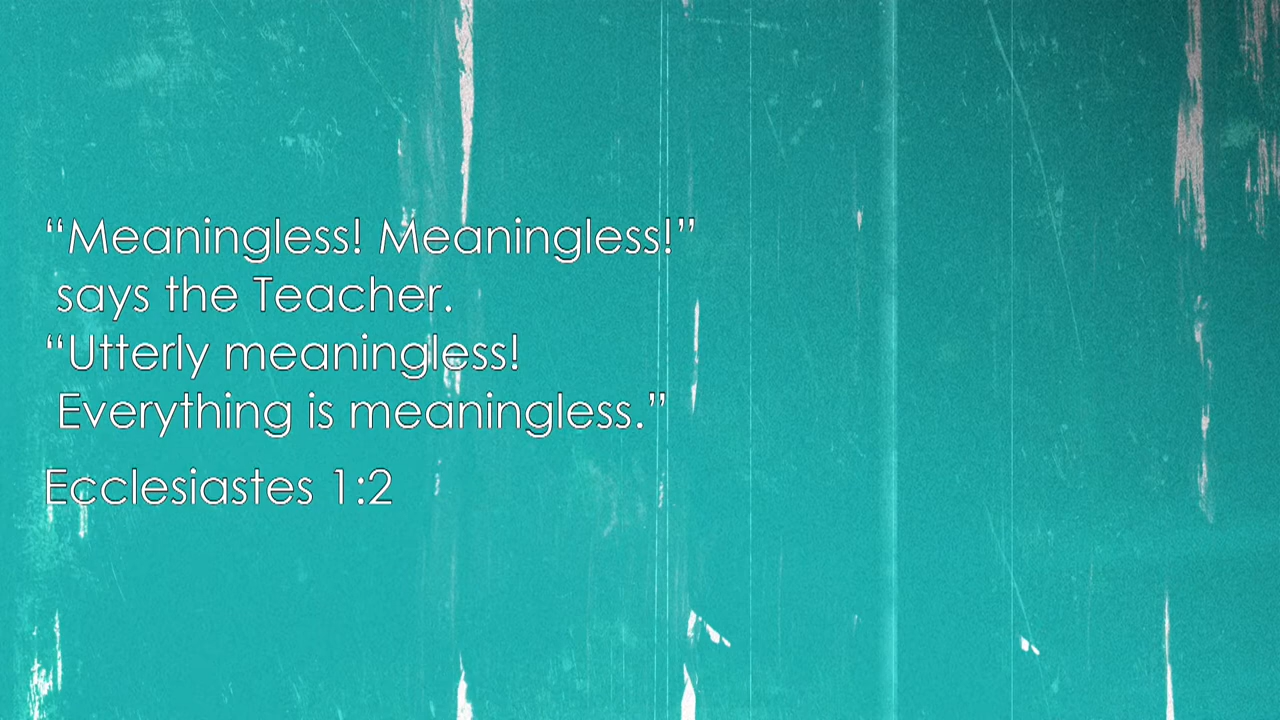 “Meaningless! Meaningless!”
says the Teacher.
“Utterly meaningless!
Everything is meaningless.”
Ecclesiastes 1:2